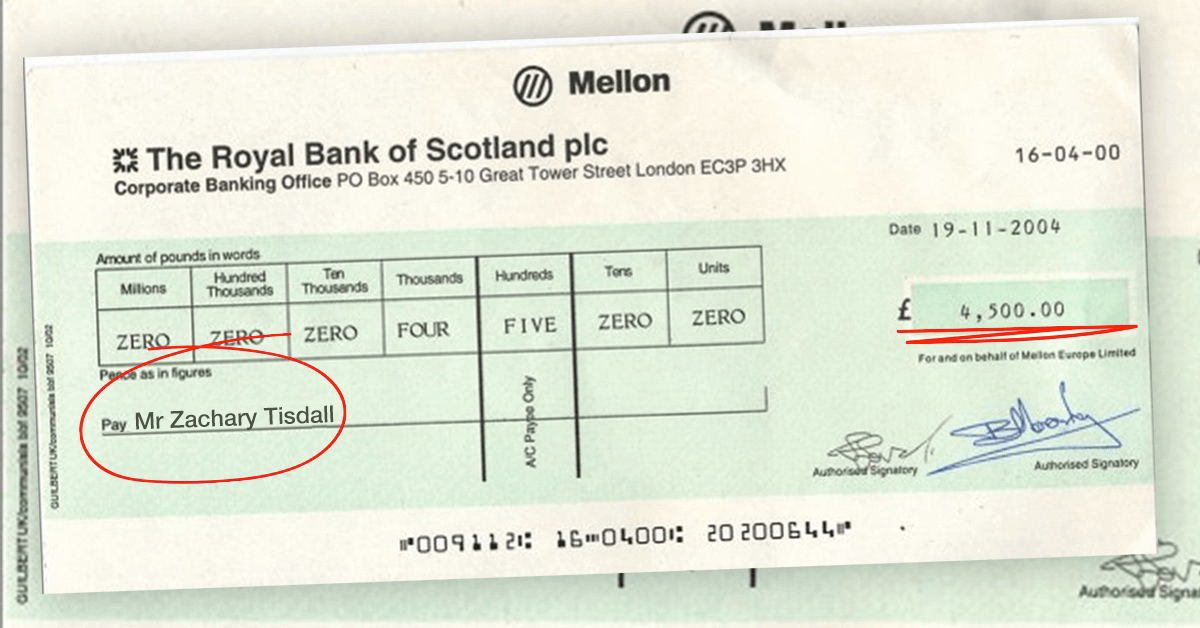 Mellon
The Royal Bank of Scotland plc
Corporate Banking Office PO Box 450 5-10 Great Tower Street London EC3P 3HX
16-04-00
Date 19-11-2004
Amount of pounds in words
Millions Hundred Thousands Ten Thousands Thousands Hundreds Tens Units
ZERO ZERO ZERO FOUR FIVE ZERO ZERO
£ 4,500.00
For and on behalf of Mellon Europe Limited
Pence as in figures
Pay Mr Zachary Tisdall
A/C Payee Only
Authorised Signatory
Authorised Signatory
⑈009112⑆ 16⑉0400⑆ 20200644⑈
10/02
10/02
Authorised